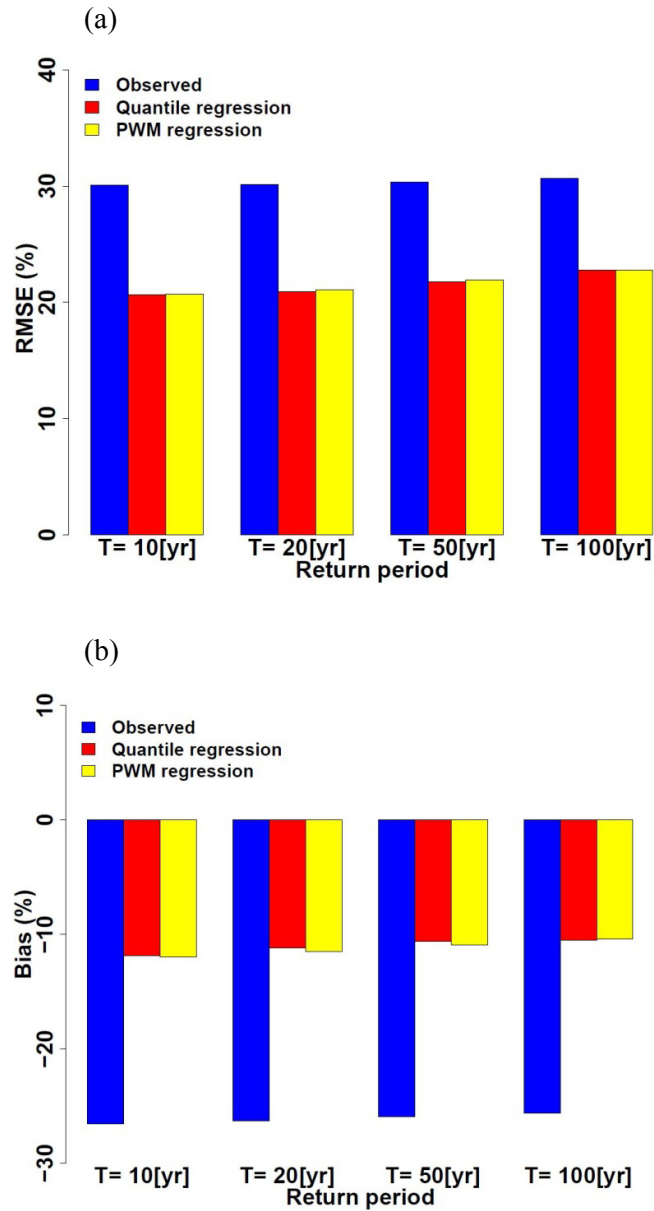 (a)
40
30
20
10
0
RMSE (%)
Observed
Quantile regression
PWM regression
T= 10[yr] T= 20[yr] T= 50[yr] T= 100[yr]
Return period
(b)
10
0
−10
−20
−30
Bias (%)
Observed
Quantile regression
PWM regression
T= 10[yr] T= 20[yr] T= 50[yr] T= 100[yr]
Return period